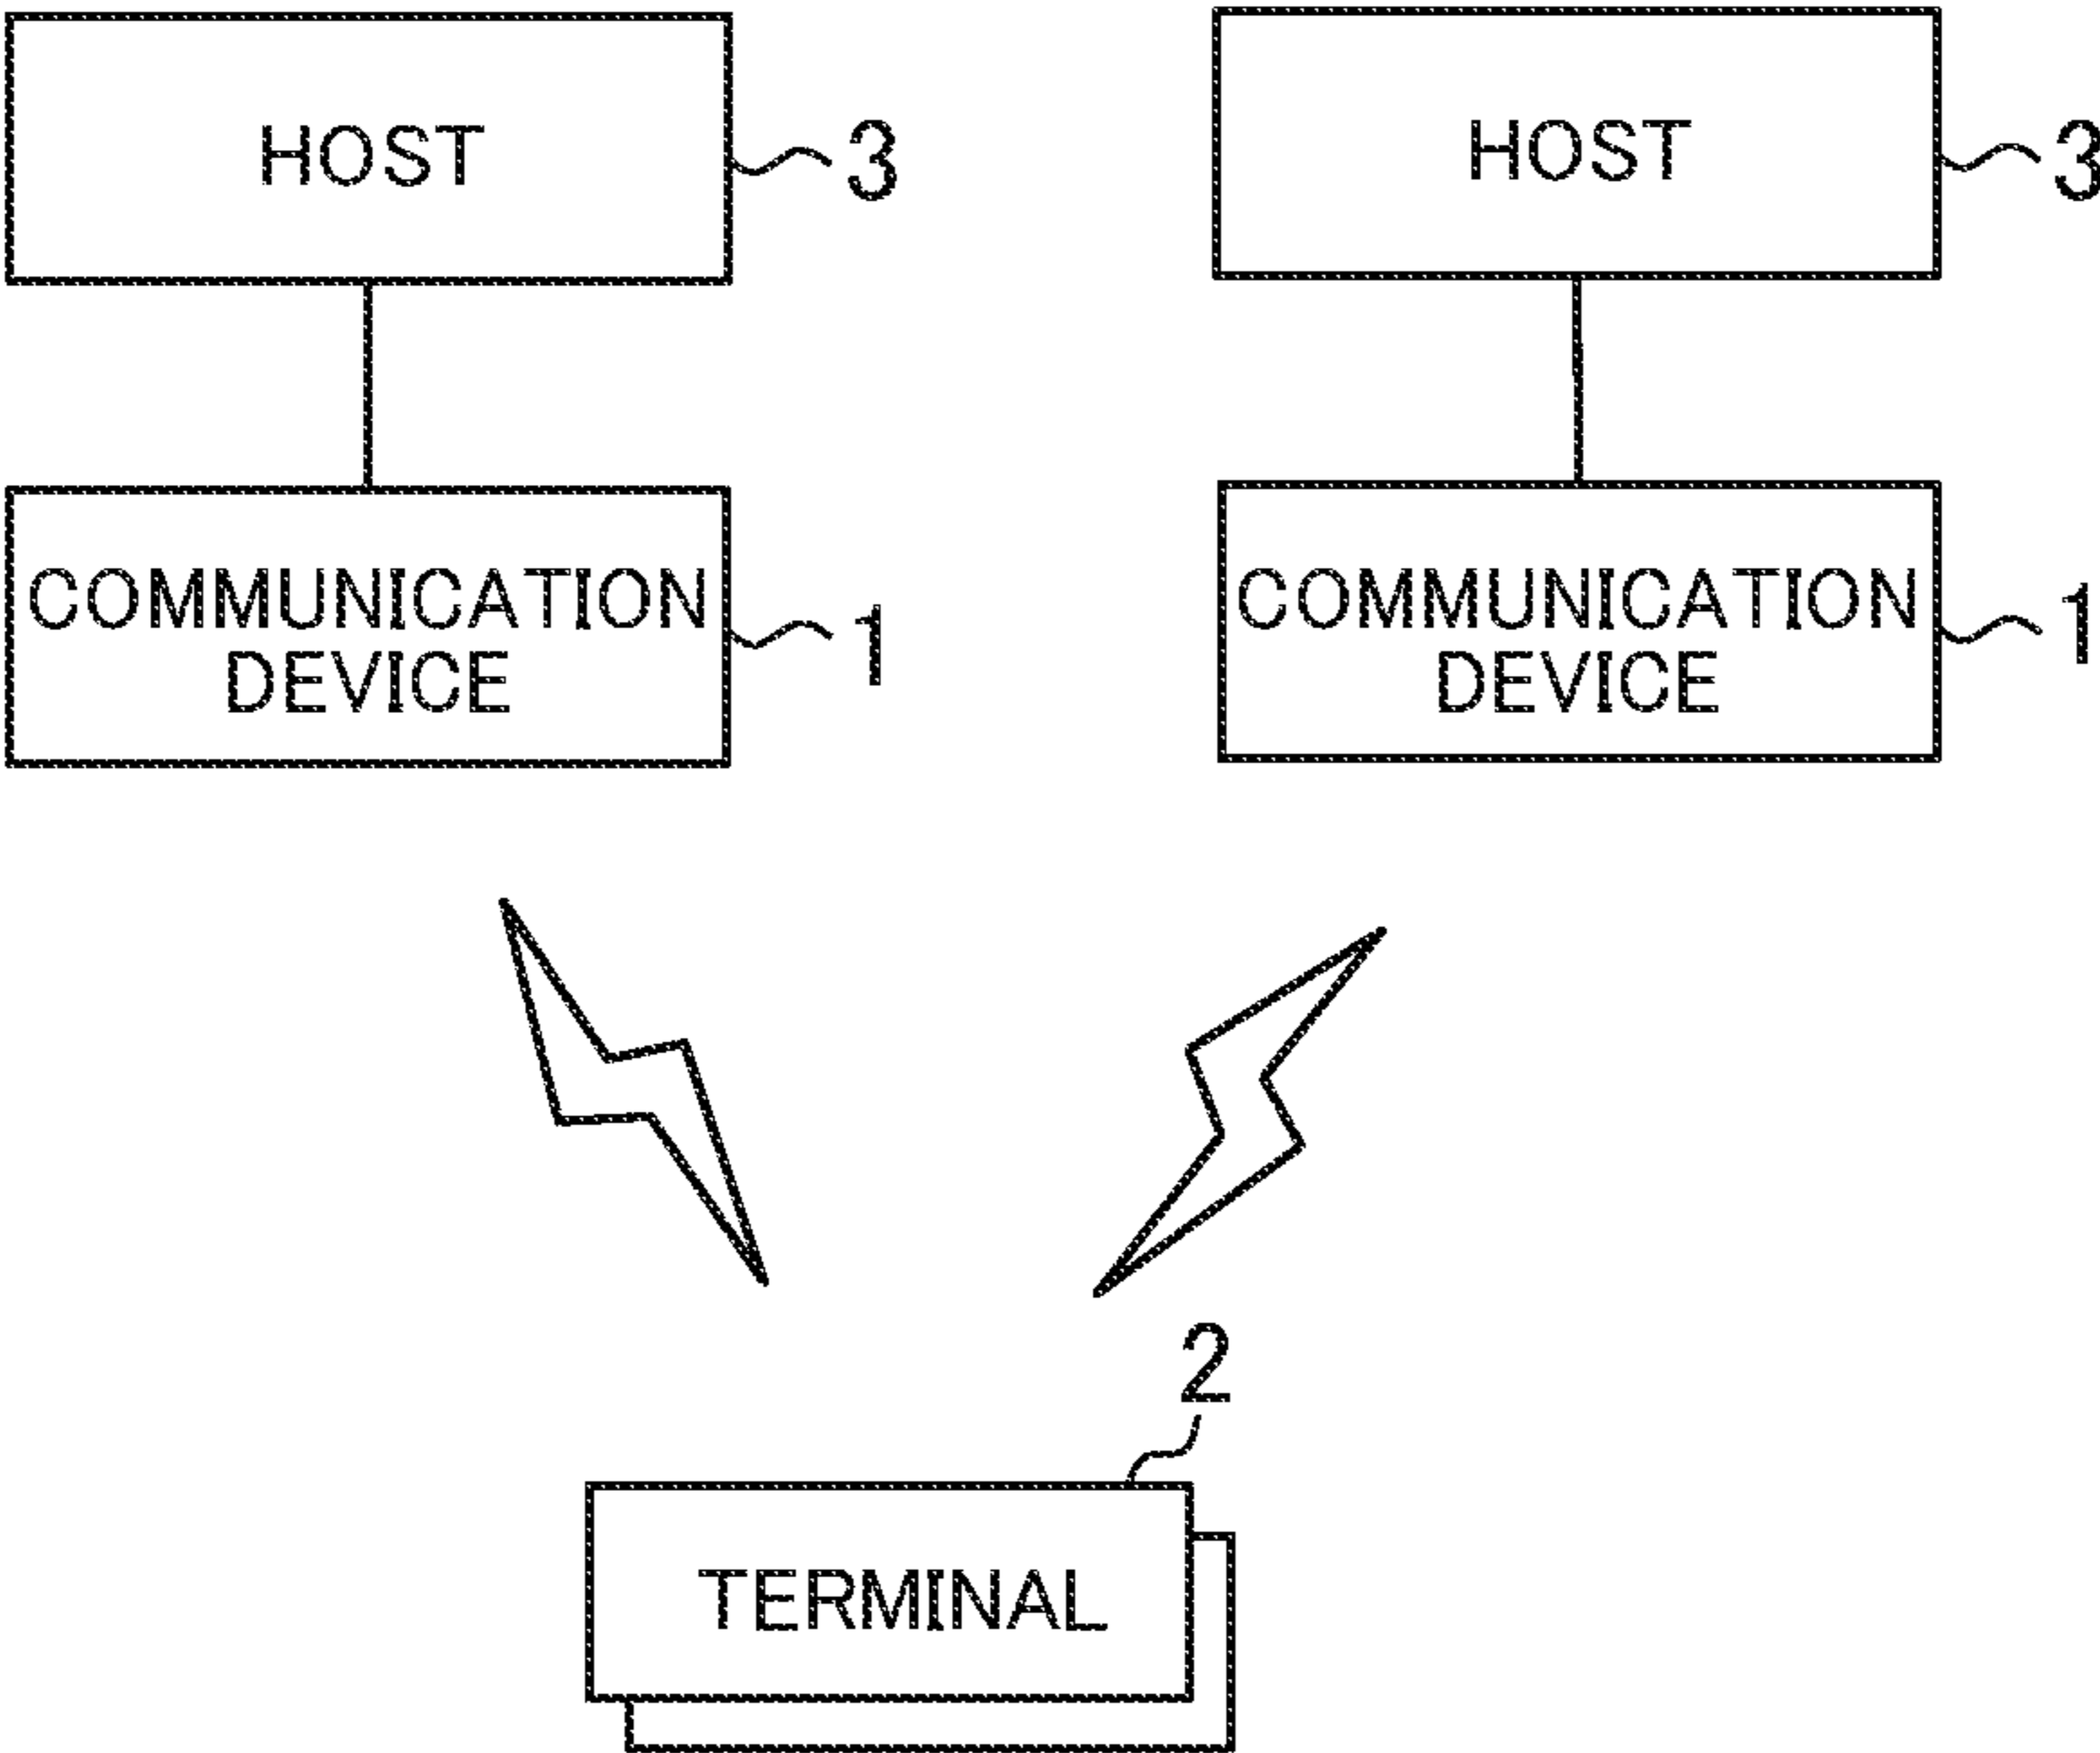 HOST 3
HOST 3
COMMUNICATION
DEVICE 1
COMMUNICATION
DEVICE 1
2
TERMINAL